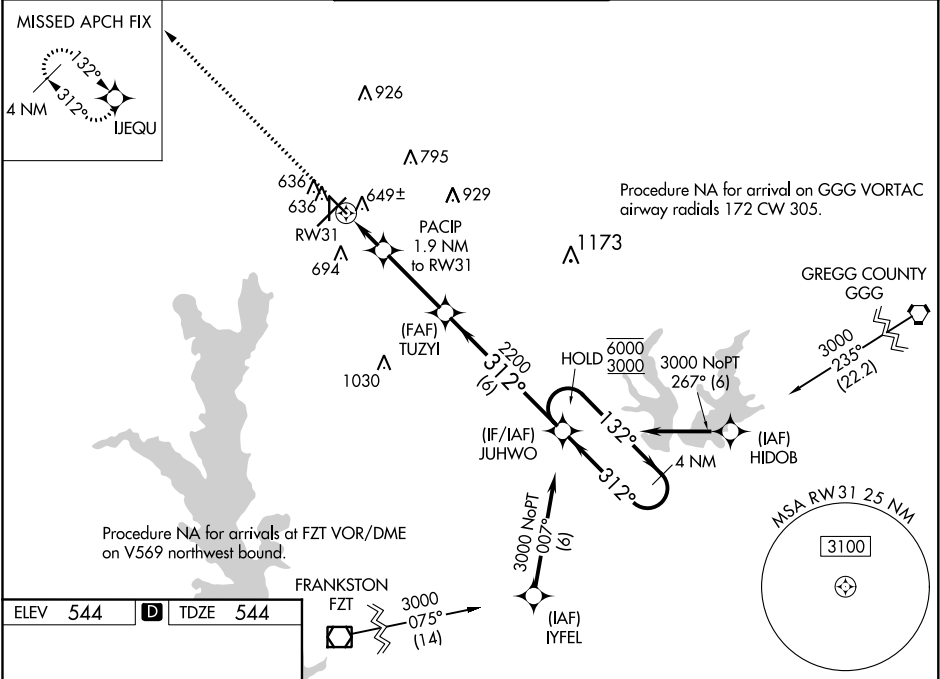 MISSED APCH FIX
132°
312°
4 NM
IJEQU
926
795
636
636
649±
929
RW31
694
PACIP
1.9 NM
to RW31
Procedure NA for arrival on GGG VORTAC
airway radials 172 CW 305.
1173
GREGG COUNTY
GGG
3000
235°
(22.2)
(FAF)
TUZYI
1030
2200
312°
(6)
HOLD
6000
3000
3000 NoPT
267° (6)
(IF/IAF)
JUHWO
132°
312°
4 NM
(IAF)
HIDOB
3000 NoPT
007°
(6)
(IAF)
IYFEL
MSA RW31 25 NM
3100
Procedure NA for arrivals at FZT VOR/DME
on V569 northwest bound.
FRANKSTON
FZT
3000
075°
(14)
ELEV 544 D TDZE 544